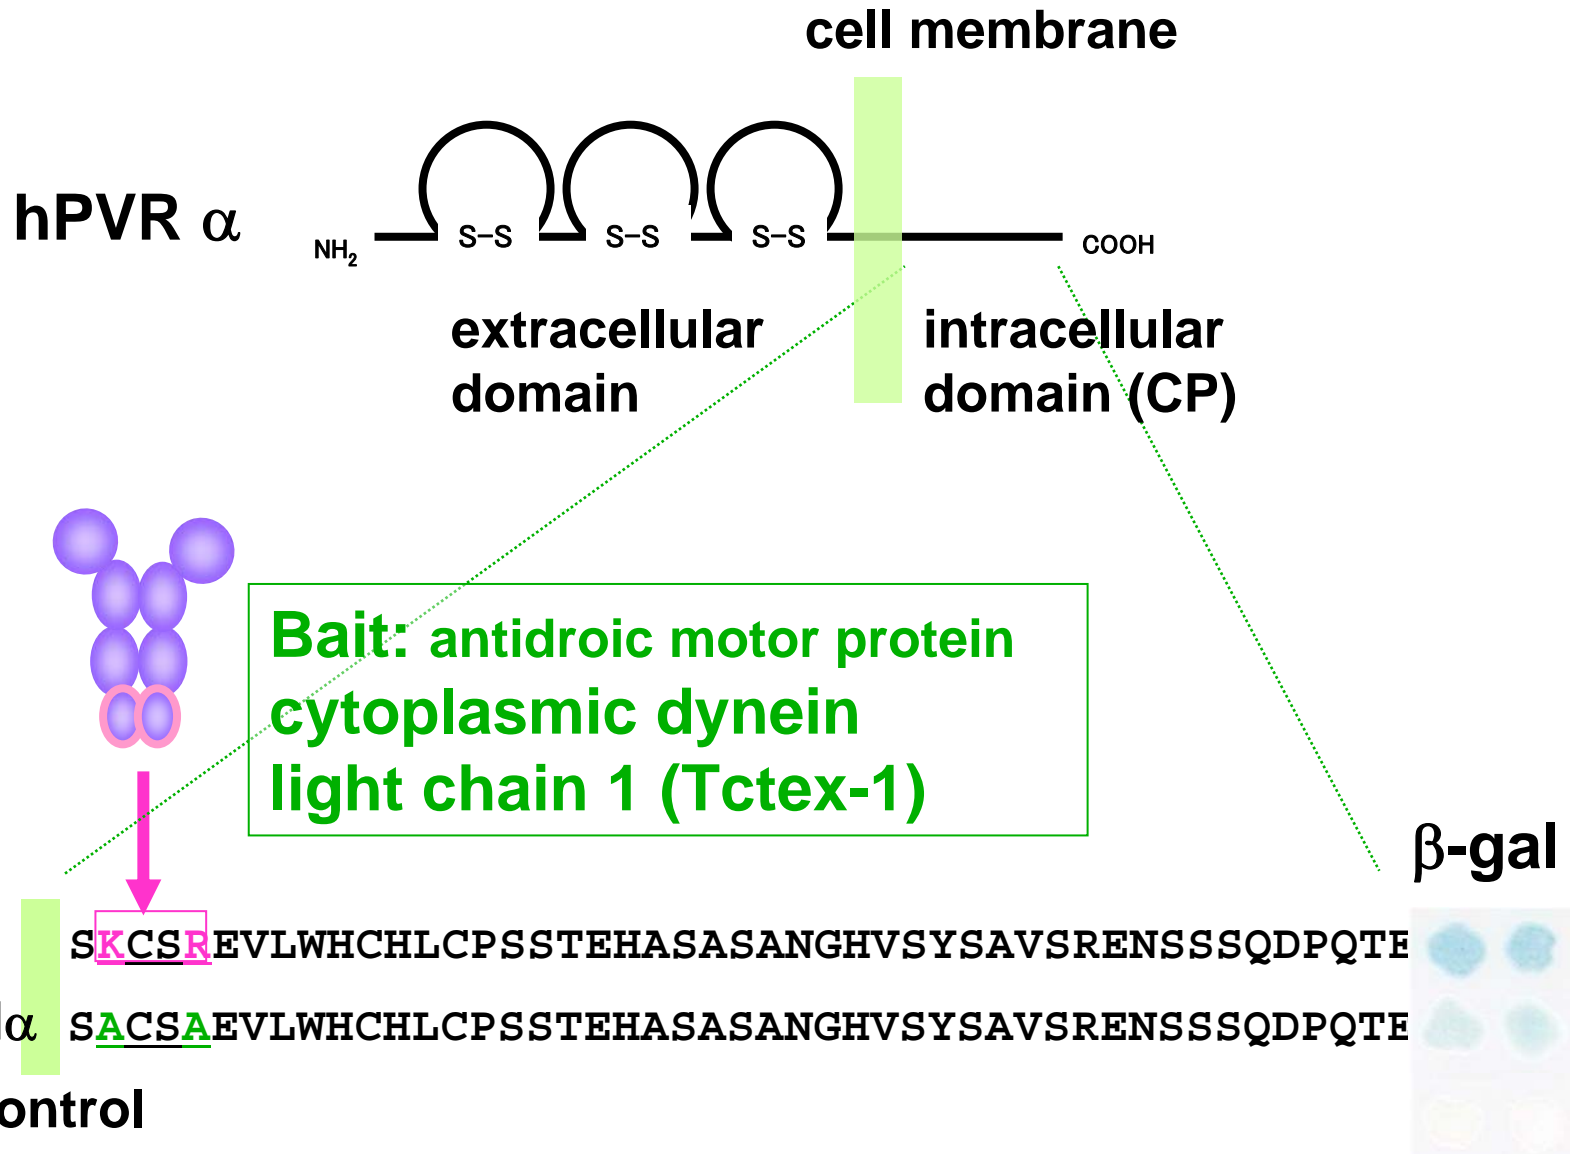 cell membrane
hPVR α
NH2
S-S
S-S
S-S
COOH
extracellular
domain
intracellular
domain (CP)
Bait: antidroic motor protein
cytoplasmic dynein
light chain 1 (Tctex-1)
β-gal
SKCSREVLWHCHLCPSSTEHASASANGHVSYSAVSRENSSSQDPQTE
α SACSAEVLWHCHLCPSSTEHASASANGHVSYSAVSRENSSSQDPQTE
ontrol